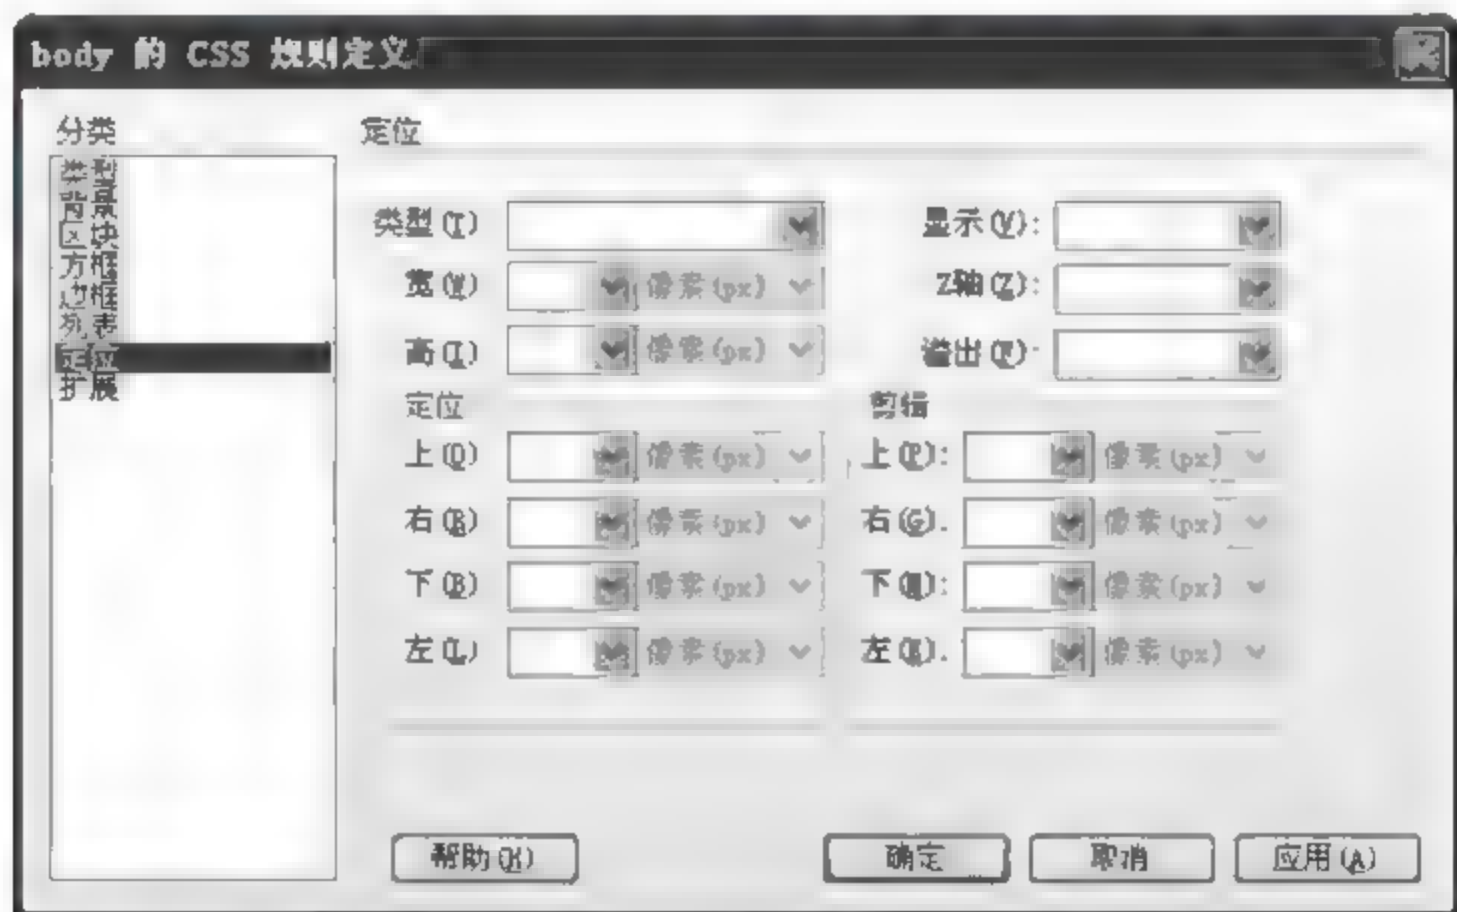 body 的 CSS 规则定义
分类
类型
背景
区块
方框
边框
列表
定位
扩展
定位
类型(T) 显示(V):
宽(W) 像素(px) Z轴(Z):
高(I) 像素(px) 溢出(F):
定位 剪辑
上(O) 像素(px) 上(P): 像素(px)
右(R) 像素(px) 右(G). 像素(px)
下(B) 像素(px) 下(M): 像素(px)
左(L) 像素(px) 左(E). 像素(px)
帮助(H) 确定 取消 应用(A)